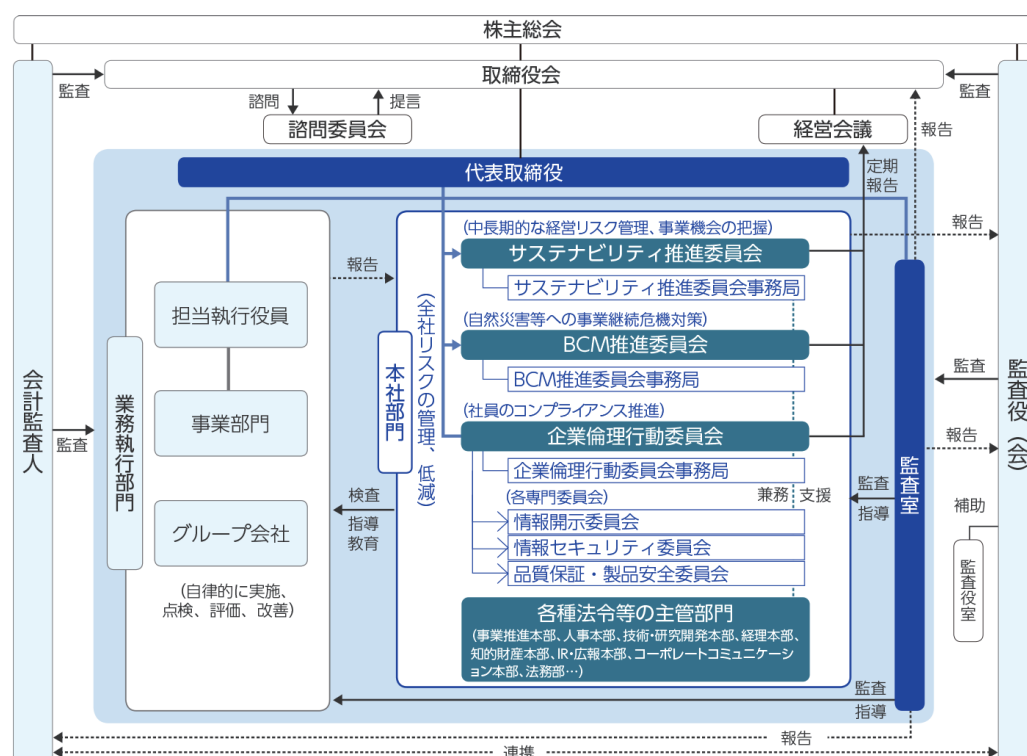 株主総会
取締役会
監査
監査
諮問
提言
報告
諮問委員会
経営会議
定期
報告
代表取締役
会計監査人
監査
業務執行部門
担当執行役員
事業部門
グループ会社
(自律的に実施、
点検、評価、改善)
報告
検査
指導
教育
本社部門
(全社リスクの管理、低減)
(中長期的な経営リスク管理、事業機会の把握)
サステナビリティ推進委員会
サステナビリティ推進委員会事務局
(自然災害等への事業継続危機対策)
BCM推進委員会
BCM推進委員会事務局
(社員のコンプライアンス推進)
企業倫理行動委員会
企業倫理行動委員会事務局
(各専門委員会)
兼務
支援
情報開示委員会
情報セキュリティ委員会
品質保証・製品安全委員会
各種法令等の主管部門
(事業推進本部、人事本部、技術・研究開発本部、経理本部、
知的財産本部、IR・広報本部、コーポレートコミュニケーシ
ョン本部、法務部…)
監査
指導
監査
指導
監査室
報告
監査
報告
補助
監査役室
監査役(会)
報告
連携